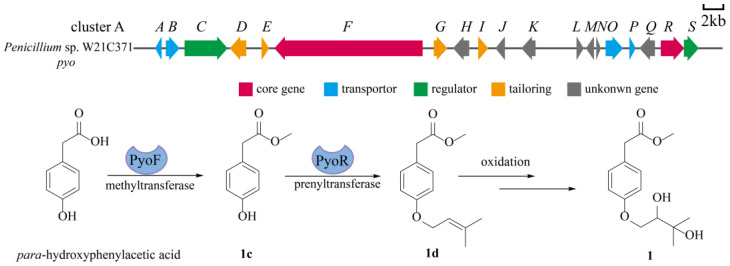 cluster A
A B C D E F G H I J K L M N O P Q R S
2kb
Penicillium sp. W21C371
pyo
core gene transportor regulator tailoring unkonwn gene
O
OH
OH
PyoF
methyltransferase
O
O
OH
PyoR
prenyltransferase
O
O
O
oxidation
O
O
O
OH
OH
para-hydroxyphenylacetic acid 1c 1d 1